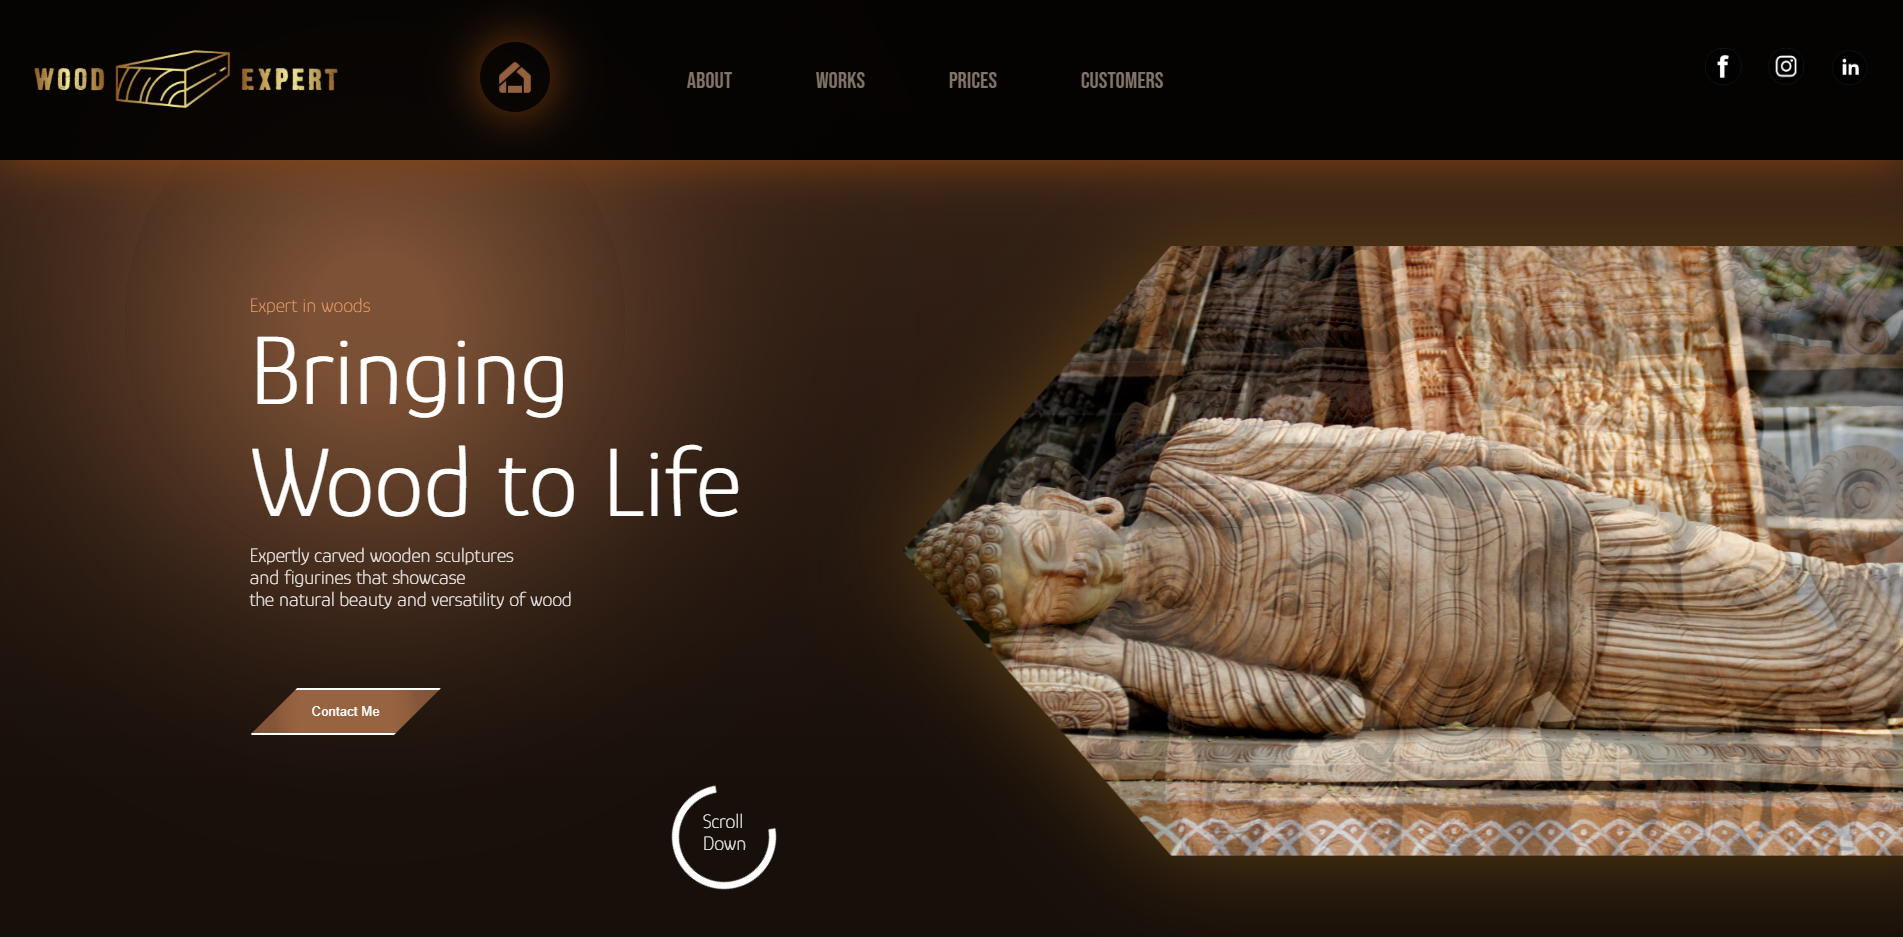 WOOD EXPERT
ABOUT
WORKS
PRICES
CUSTOMERS
f
in
Expert in woods
Bringing
Wood to Life
Expertly carved wooden sculptures
and figurines that showcase
the natural beauty and versatility of wood
Contact Me
Scroll
Down